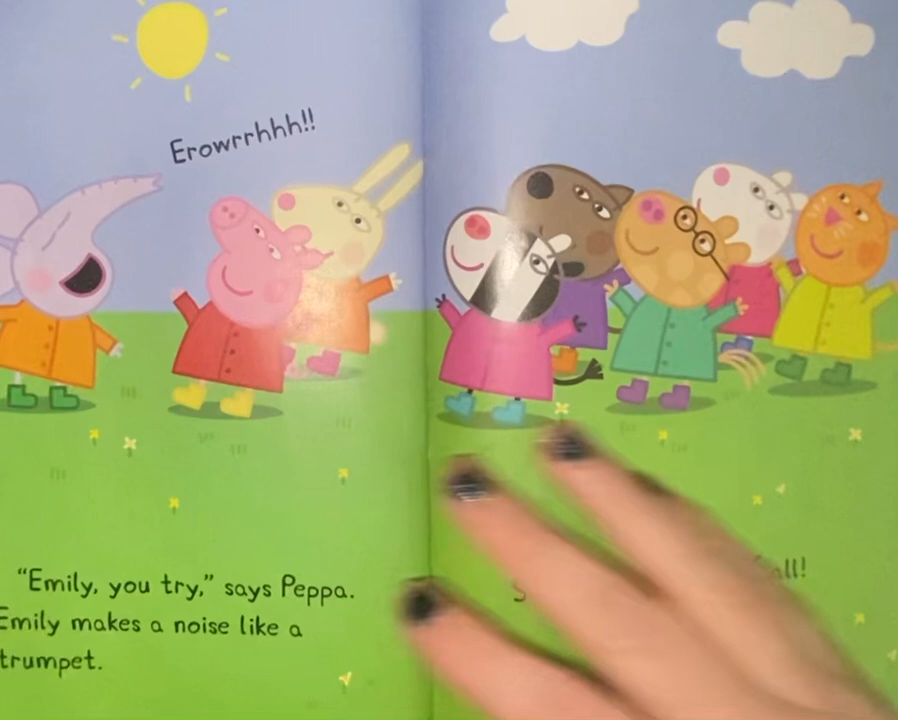 Erowrrhhh!!
"Emily, you try," says Peppa.
Emily makes a noise like a
trumpet.